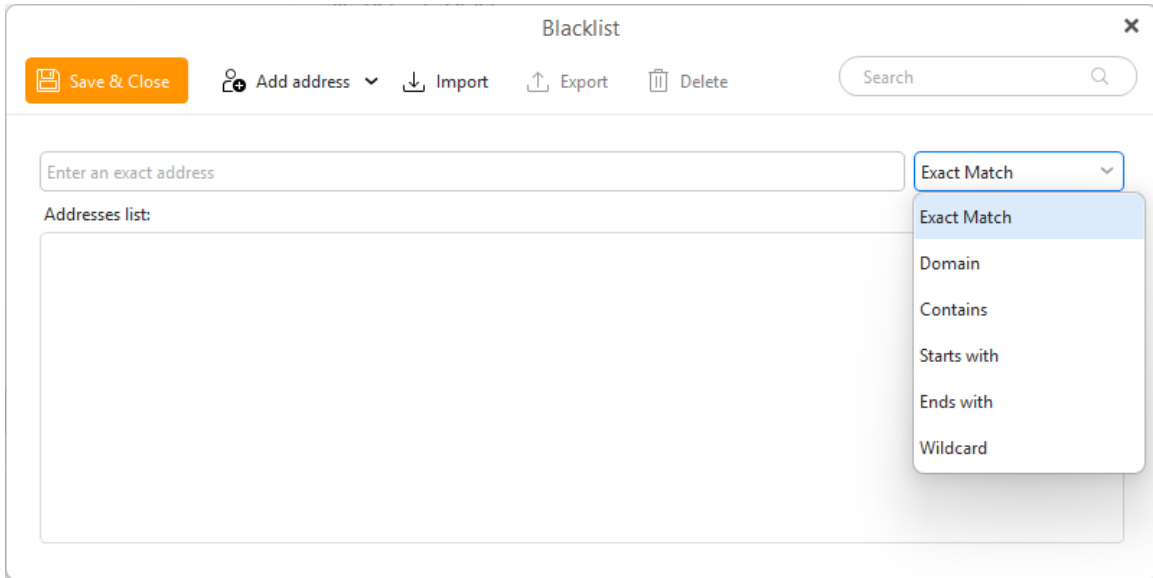 Blacklist
Save & Close
Add address
Import
Export
Delete
Search
Enter an exact address
Exact Match
Addresses list:
Exact Match
Domain
Contains
Starts with
Ends with
Wildcard